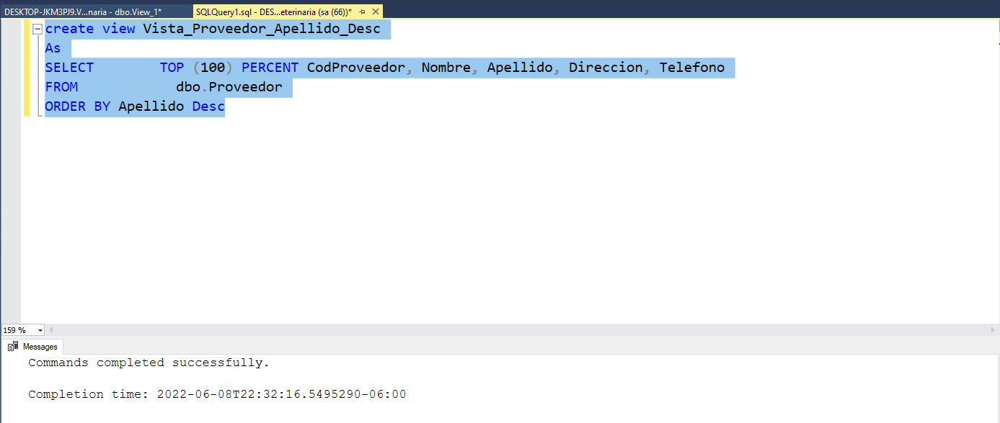 DESKTOP-JKM3PJ9.V...naria - dbo.View_1*
SQLQuery1.sql - DES...eterinaria (sa (66))*
create view Vista_Proveedor_Apellido_Desc
As
SELECT TOP (100) PERCENT CodProveedor, Nombre, Apellido, Direccion, Telefono
FROM dbo.Proveedor
ORDER BY Apellido Desc
159 %
Messages
Commands completed successfully.
Completion time: 2022-06-08T22:32:16.5495290-06:00